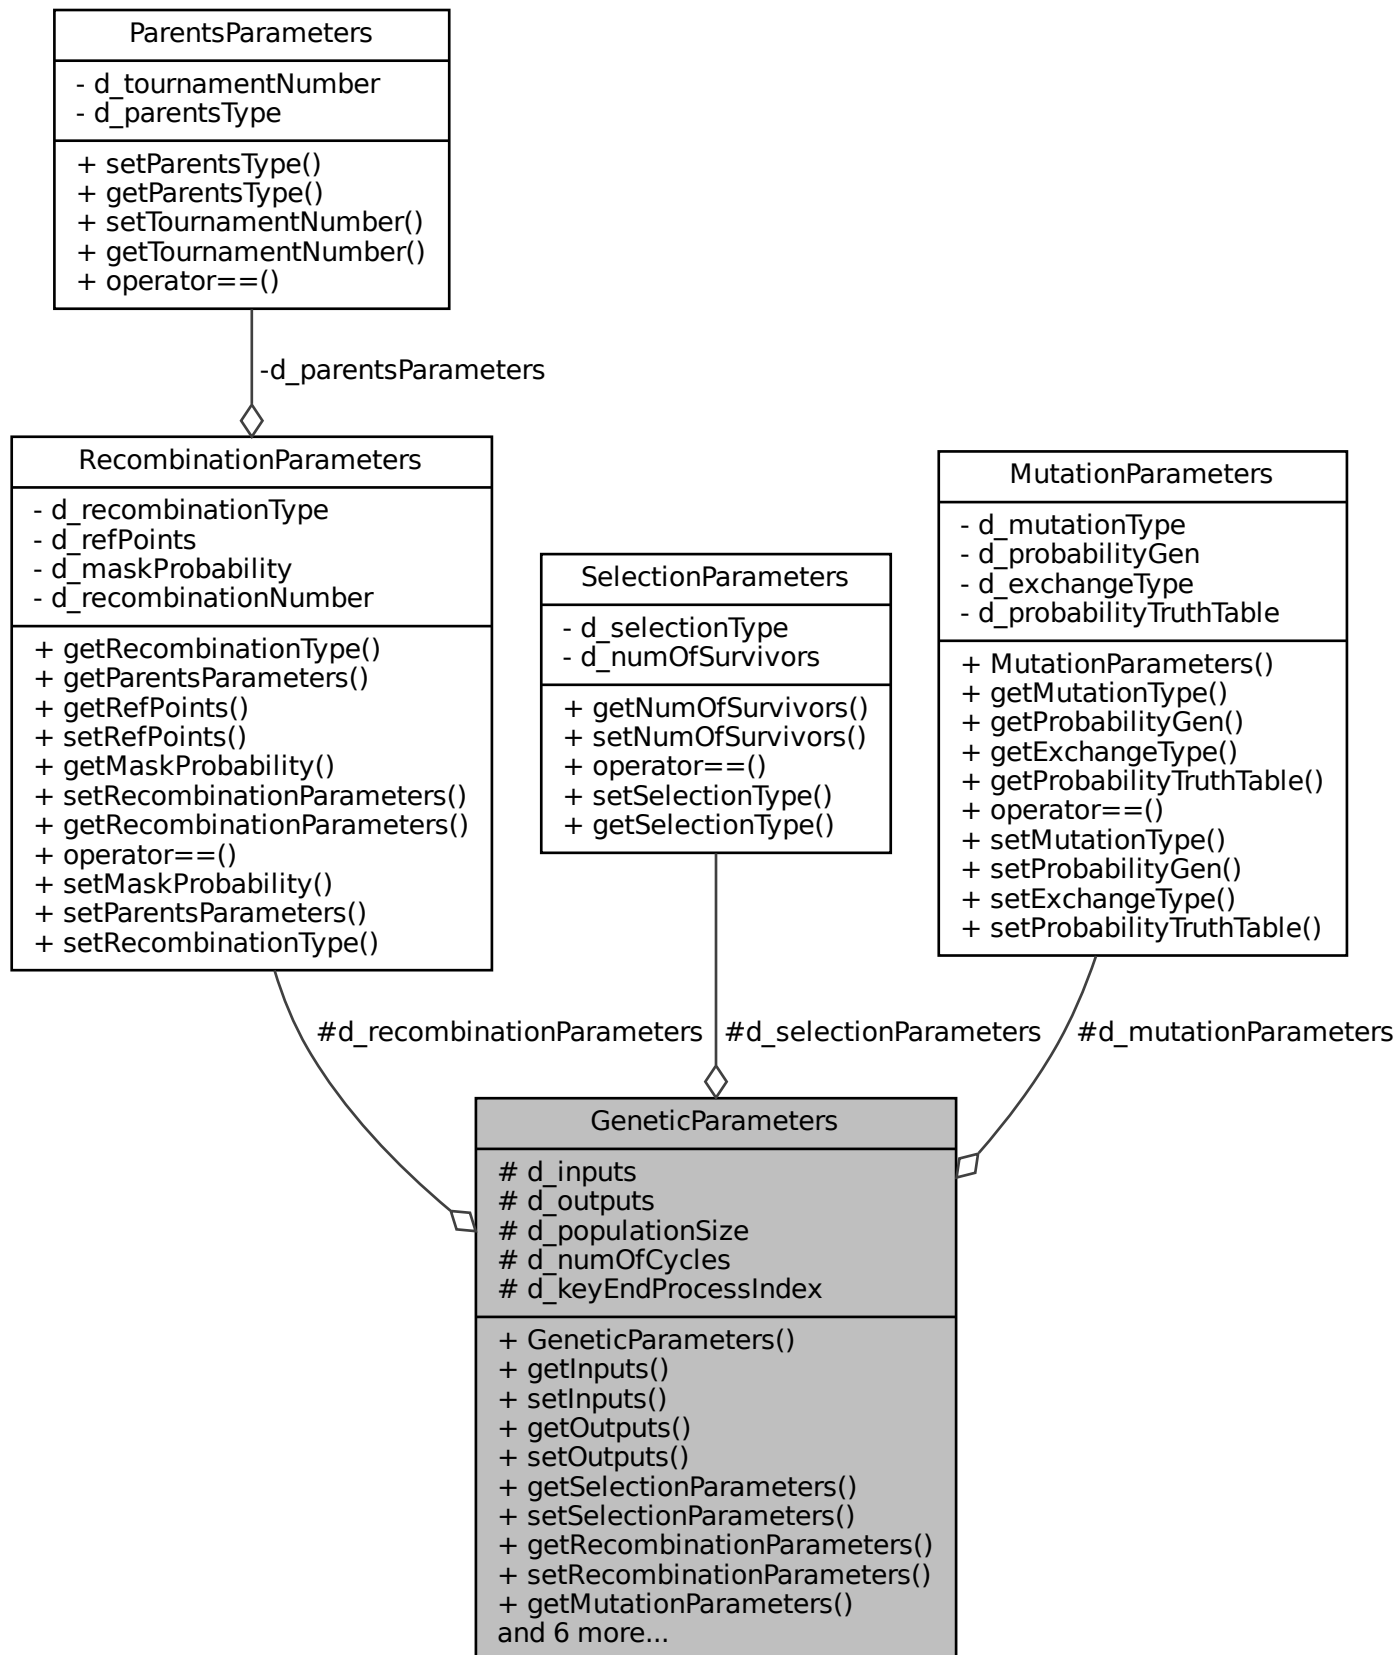 ParentsParameters
- d_tournamentNumber
- d_parentsType
+ setParentsType()
+ getParentsType()
+ setTournamentNumber()
+ getTournamentNumber()
+ operator==()
-d_parentsParameters
RecombinationParameters
- d_recombinationType
- d_refPoints
- d_maskProbability
- d_recombinationNumber
+ getRecombinationType()
+ getParentsParameters()
+ getRefPoints()
+ setRefPoints()
+ getMaskProbability()
+ setRecombinationParameters()
+ getRecombinationParameters()
+ operator==()
+ setMaskProbability()
+ setParentsParameters()
+ setRecombinationType()
SelectionParameters
- d_selectionType
- d_numOfSurvivors
+ getNumOfSurvivors()
+ setNumOfSurvivors()
+ operator==()
+ setSelectionType()
+ getSelectionType()
MutationParameters
- d_mutationType
- d_probabilityGen
- d_exchangeType
- d_probabilityTruthTable
+ MutationParameters()
+ getMutationType()
+ getProbabilityGen()
+ getExchangeType()
+ getProbabilityTruthTable()
+ operator==()
+ setMutationType()
+ setProbabilityGen()
+ setExchangeType()
+ setProbabilityTruthTable()
#d_recombinationParameters
#d_selectionParameters
#d_mutationParameters
GeneticParameters
# d_inputs
# d_outputs
# d_populationSize
# d_numOfCycles
# d_keyEndProcessIndex
+ GeneticParameters()
+ getInputs()
+ setInputs()
+ getOutputs()
+ setOutputs()
+ getSelectionParameters()
+ setSelectionParameters()
+ getRecombinationParameters()
+ setRecombinationParameters()
+ getMutationParameters()
and 6 more...